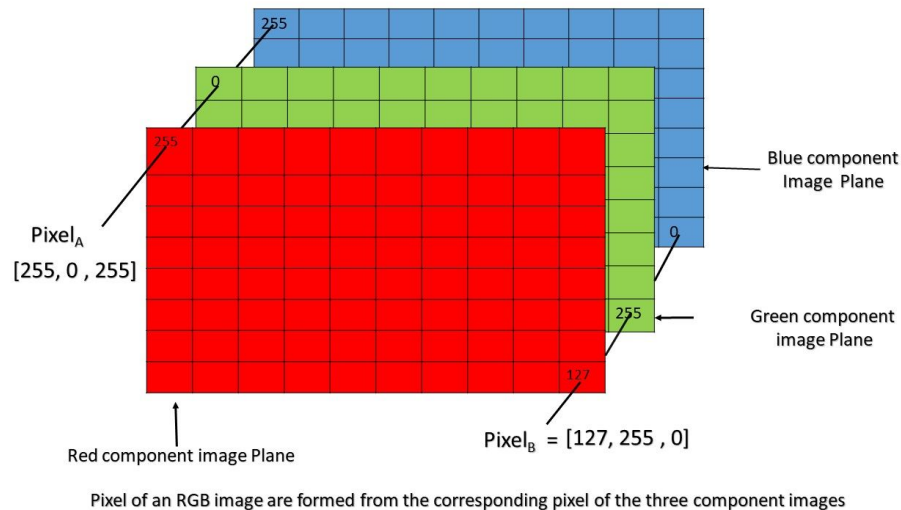 255
0
255
Blue component
Image Plane
Pixel_A
[255, 0 , 255]
0
255
Green component
image Plane
127
Pixel_B = [127, 255 , 0]
Red component image Plane
Pixel of an RGB image are formed from the corresponding pixel of the three component images